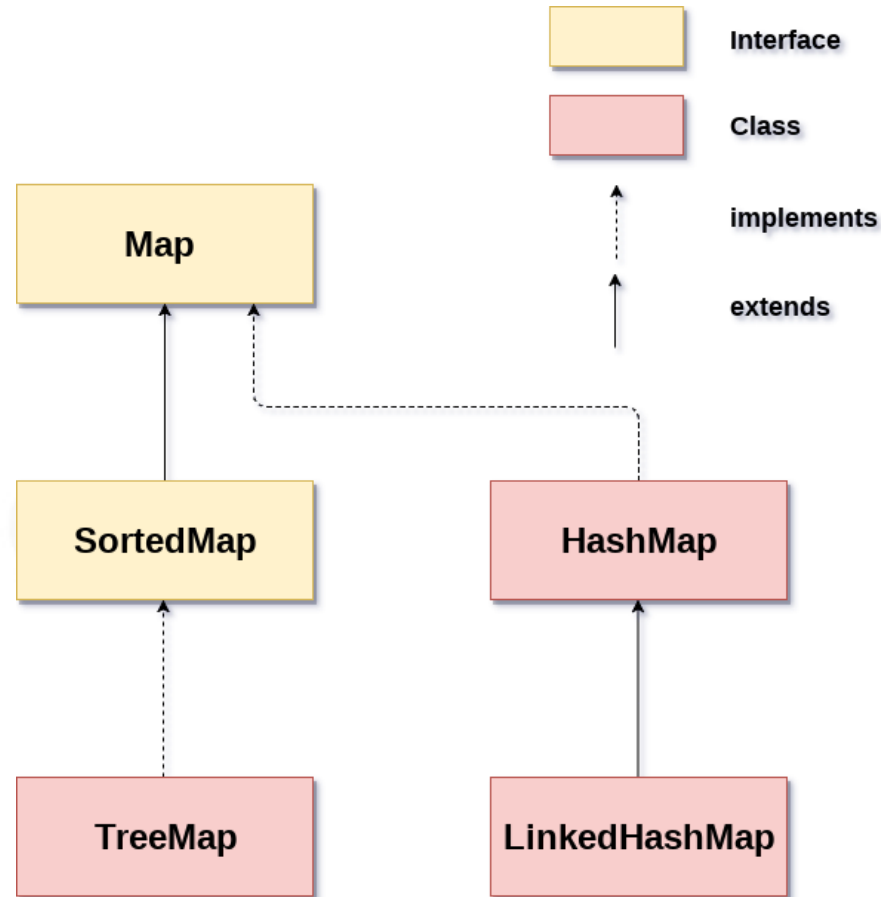 Interface
Class
implements
extends
Map
SortedMap
HashMap
TreeMap
LinkedHashMap